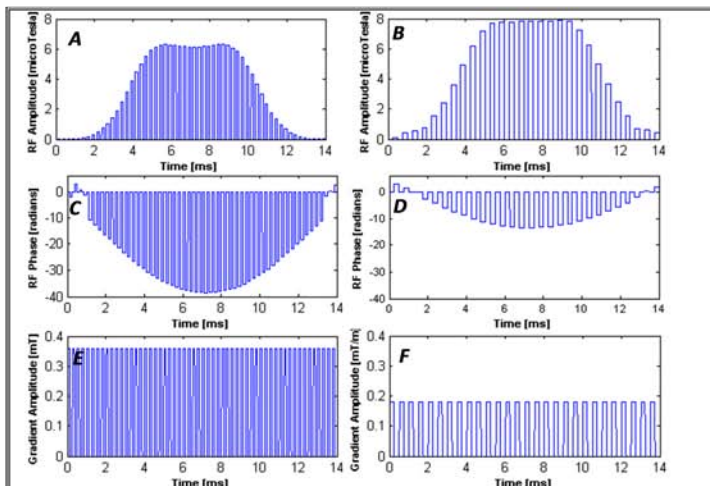 A
RF Amplitude [microTesla]
8
6
4
2
0
0 2 4 6 8 10 12 14
Time [ms]
B
RF Amplitude [microTesla]
8
6
4
2
0
0 2 4 6 8 10 12 14
Time [ms]
C
RF Phase [radians]
0
-10
-20
-30
-40
0 2 4 6 8 10 12 14
Time [ms]
D
RF Phase [radians]
0
-10
-20
-30
-40
0 2 4 6 8 10 12 14
Time [ms]
E
Gradient Amplitude [mT]
0.4
0.3
0.2
0.1
0
0 2 4 6 8 10 12 14
Time [ms]
F
Gradient Amplitude [mT/m]
0.4
0.3
0.2
0.1
0
0 2 4 6 8 10 12 14
Time [ms]